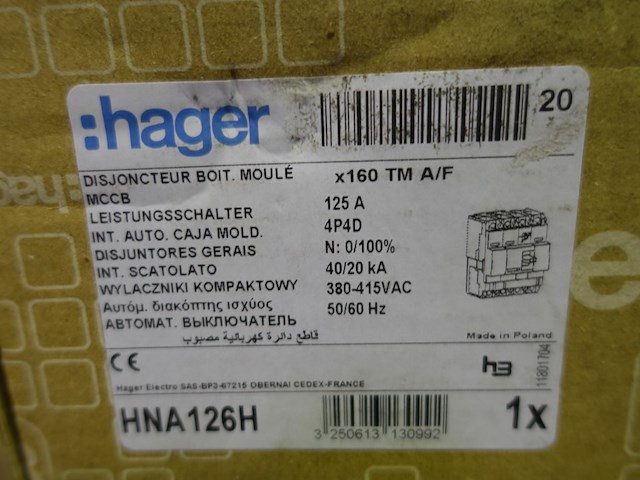 :hager
20
DISJONCTEUR BOIT. MOULÉ x160 TM A/F
MCCB
LEISTUNGSSCHALTER 125 A
INT. AUTO. CAJA MOLD. 4P4D
DISJUNTORES GERAIS N: 0/100%
INT. SCATOLATO 40/20 kA
WYLACZNIKI KOMPAKTOWY 380-415VAC
Αυτόμ. διακόπτης ισχύος 50/60 Hz
АВТОМАТ. ВЫКЛЮЧАТЕЛЬ
قاطع دائرة كهربائية مصبوب
Made in Poland
CE
h3
11801704
Hager Electro SAS-BP3-67215 OBERNAI CEDEX-FRANCE
HNA126H
3 250613 130992
1x